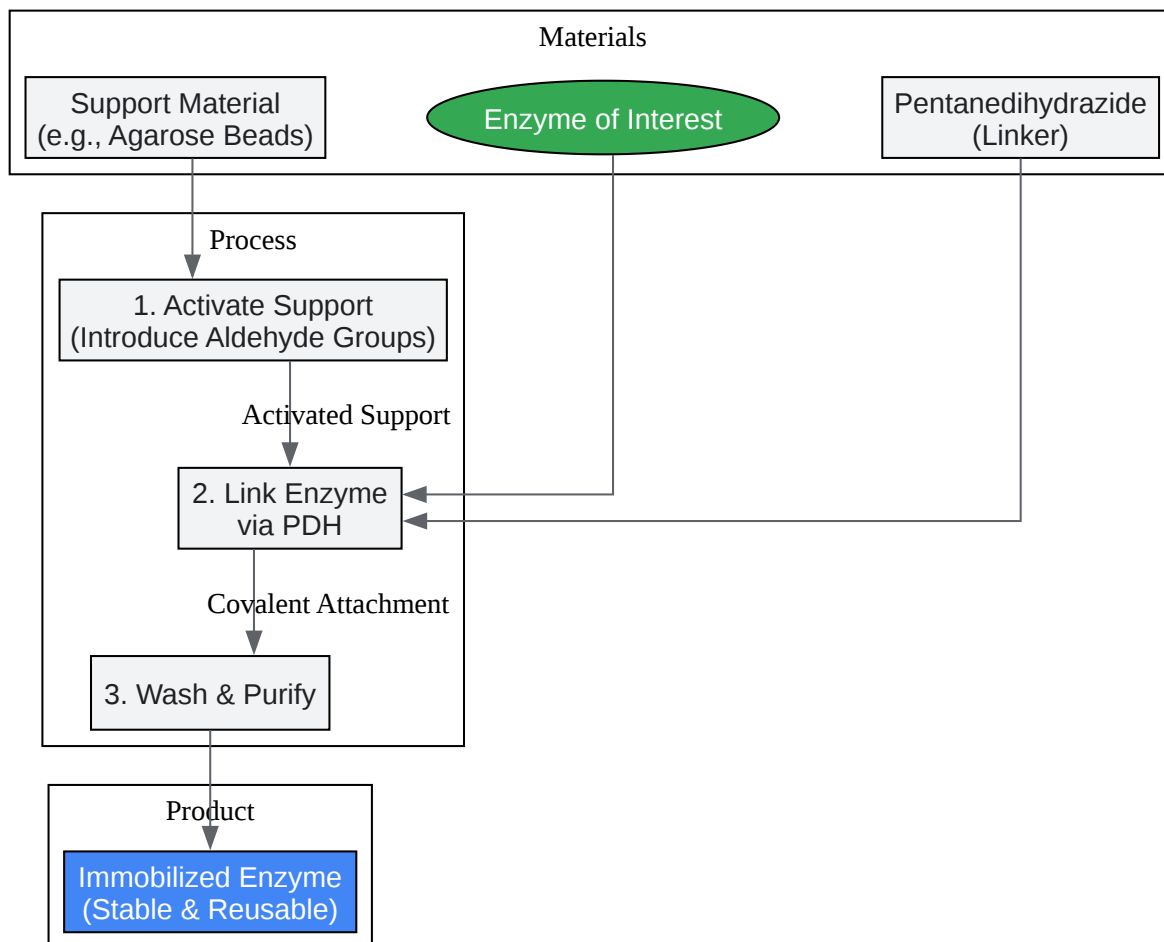 Materials
Support Material
(e.g., Agarose Beads)
Enzyme of Interest
Pentanedihydrazide
(Linker)
Process
1. Activate Support
(Introduce Aldehyde Groups)
Activated Support
2. Link Enzyme
via PDH
Covalent Attachment
3. Wash & Purify
Product
Immobilized Enzyme
(Stable & Reusable)